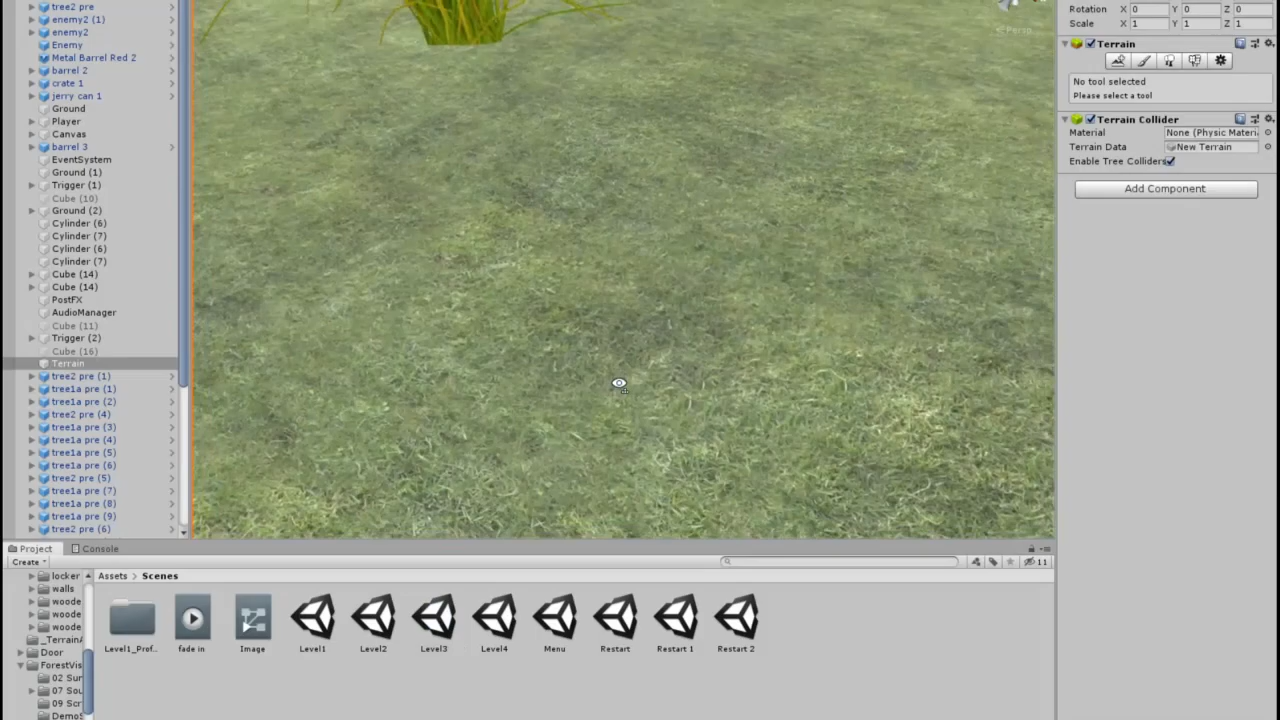 tree2 pre
enemy2 (1)
enemy2
Enemy
Metal Barrel Red 2
barrel 2
crate 1
jerry can 1
Ground
Player
Canvas
barrel 3
EventSystem
Ground (1)
Trigger (1)
Cube (10)
Ground (2)
Cylinder (6)
Cylinder (7)
Cylinder (6)
Cylinder (7)
Cube (14)
Cube (14)
PostFX
AudioManager
Cube (11)
Trigger (2)
Cube (16)
Terrain
tree2 pre (1)
tree1a pre (1)
tree1a pre (2)
tree2 pre (4)
tree1a pre (3)
tree1a pre (4)
tree1a pre (5)
tree1a pre (6)
tree2 pre (5)
tree1a pre (7)
tree1a pre (8)
tree1a pre (9)
tree2 pre (6)
Persp
Rotation X 0 Y 0 Z 0
Scale X 1 Y 1 Z 1
Terrain
No tool selected
Please select a tool
Terrain Collider
Material None (Physic Materia
Terrain Data New Terrain
Enable Tree Colliders
Add Component
Project Console
Create
11
locker
walls
woode
woode
woode
_TerrainA
Door
ForestVis
02 Sur
07 Sou
09 Scr
DemoS
Assets > Scenes
Level1_Prof..
fade in
Image
Level1
Level2
Level3
Level4
Menu
Restart
Restart 1
Restart 2